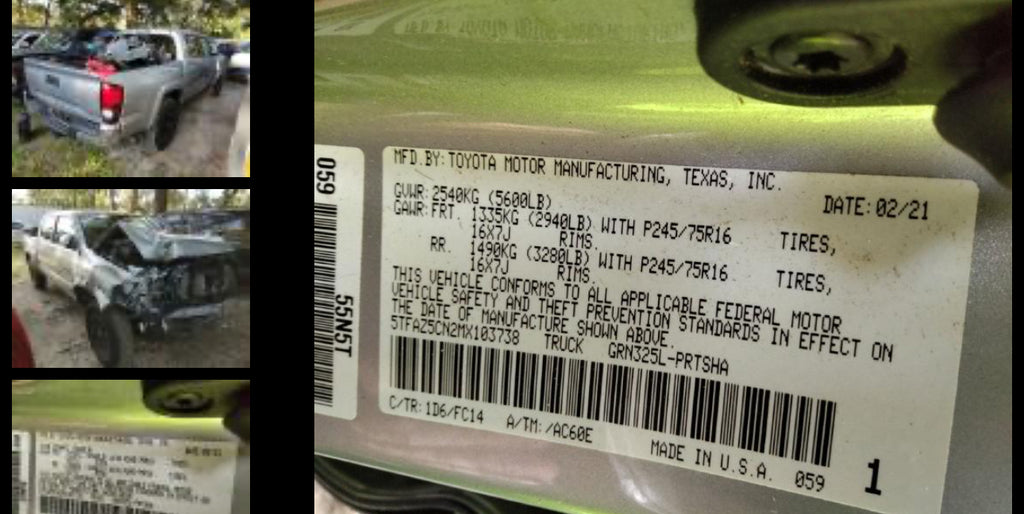 059
55N5T
MFD.BY:TOYOTA MOTOR MANUFACTURING, TEXAS, INC.
GVWR:2540KG (5600LB) DATE:02/21
GAWR:FRT. 1335KG (2940LB) WITH P245/75R16 TIRES,
16X7J RIMS
RR. 1490KG (3280LB) WITH P245/75R16 TIRES,
16X7J RIMS
THIS VEHICLE CONFORMS TO ALL APPLICABLE FEDERAL MOTOR
VEHICLE SAFETY AND THEFT PREVENTION STANDARDS IN EFFECT ON
THE DATE OF MANUFACTURE SHOWN ABOVE.
5TFAZ5CN2MX103738 TRUCK GRN325L-PRTSHA
C/TR:1D6/FC14 A/TM:/AC60E MADE IN U.S.A. 059 1